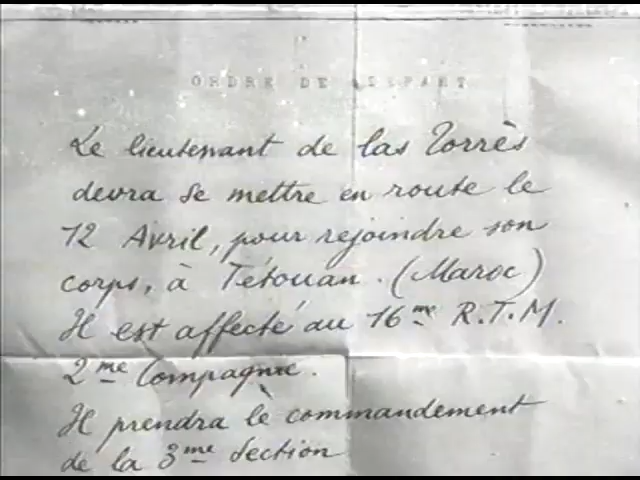 ORDRE DE DEPART
Le lieutenant de las Torrès
devra se mettre en route le
12 Avril, pour rejoindre son
corps, à Tétouan. (Maroc)
Il est affecté au 16me R.T.M.
2me Compagnie.
Il prendra le commandement
de la 3me Section